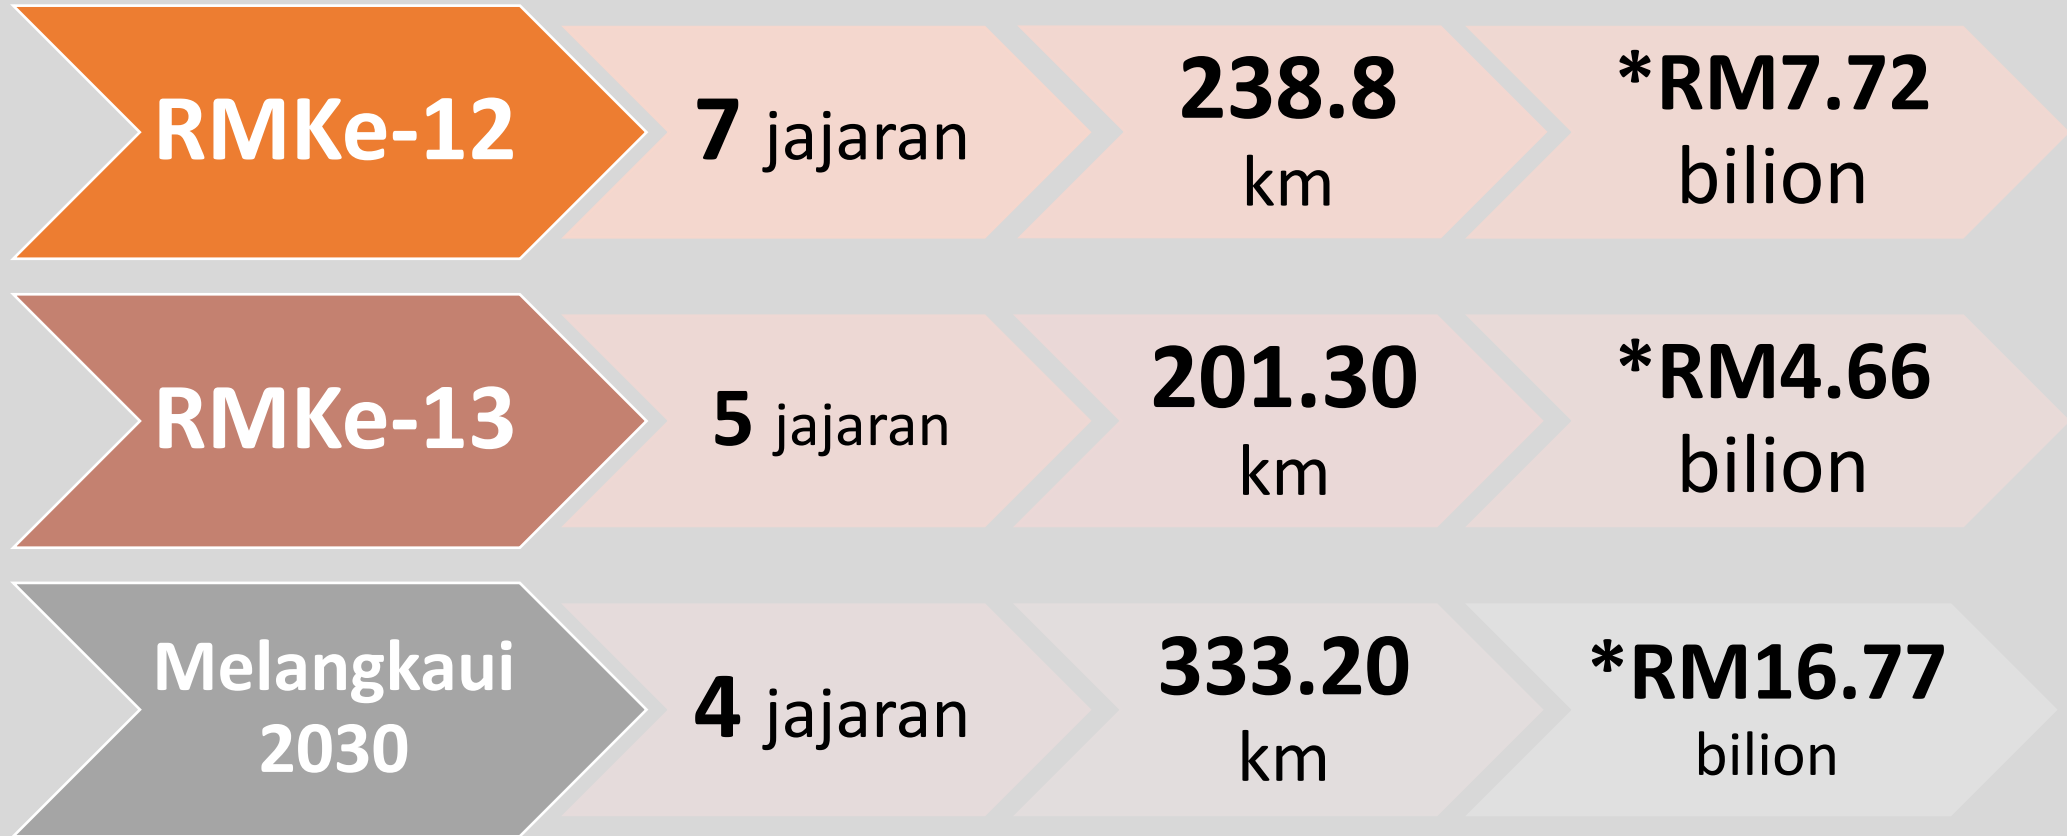 RMKe-12
7 jajaran
238.8
km
*RM7.72
bilion
RMKe-13
5 jajaran
201.30
km
*RM4.66
bilion
Melangkaui
2030
4 jajaran
333.20
km
*RM16.77
bilion